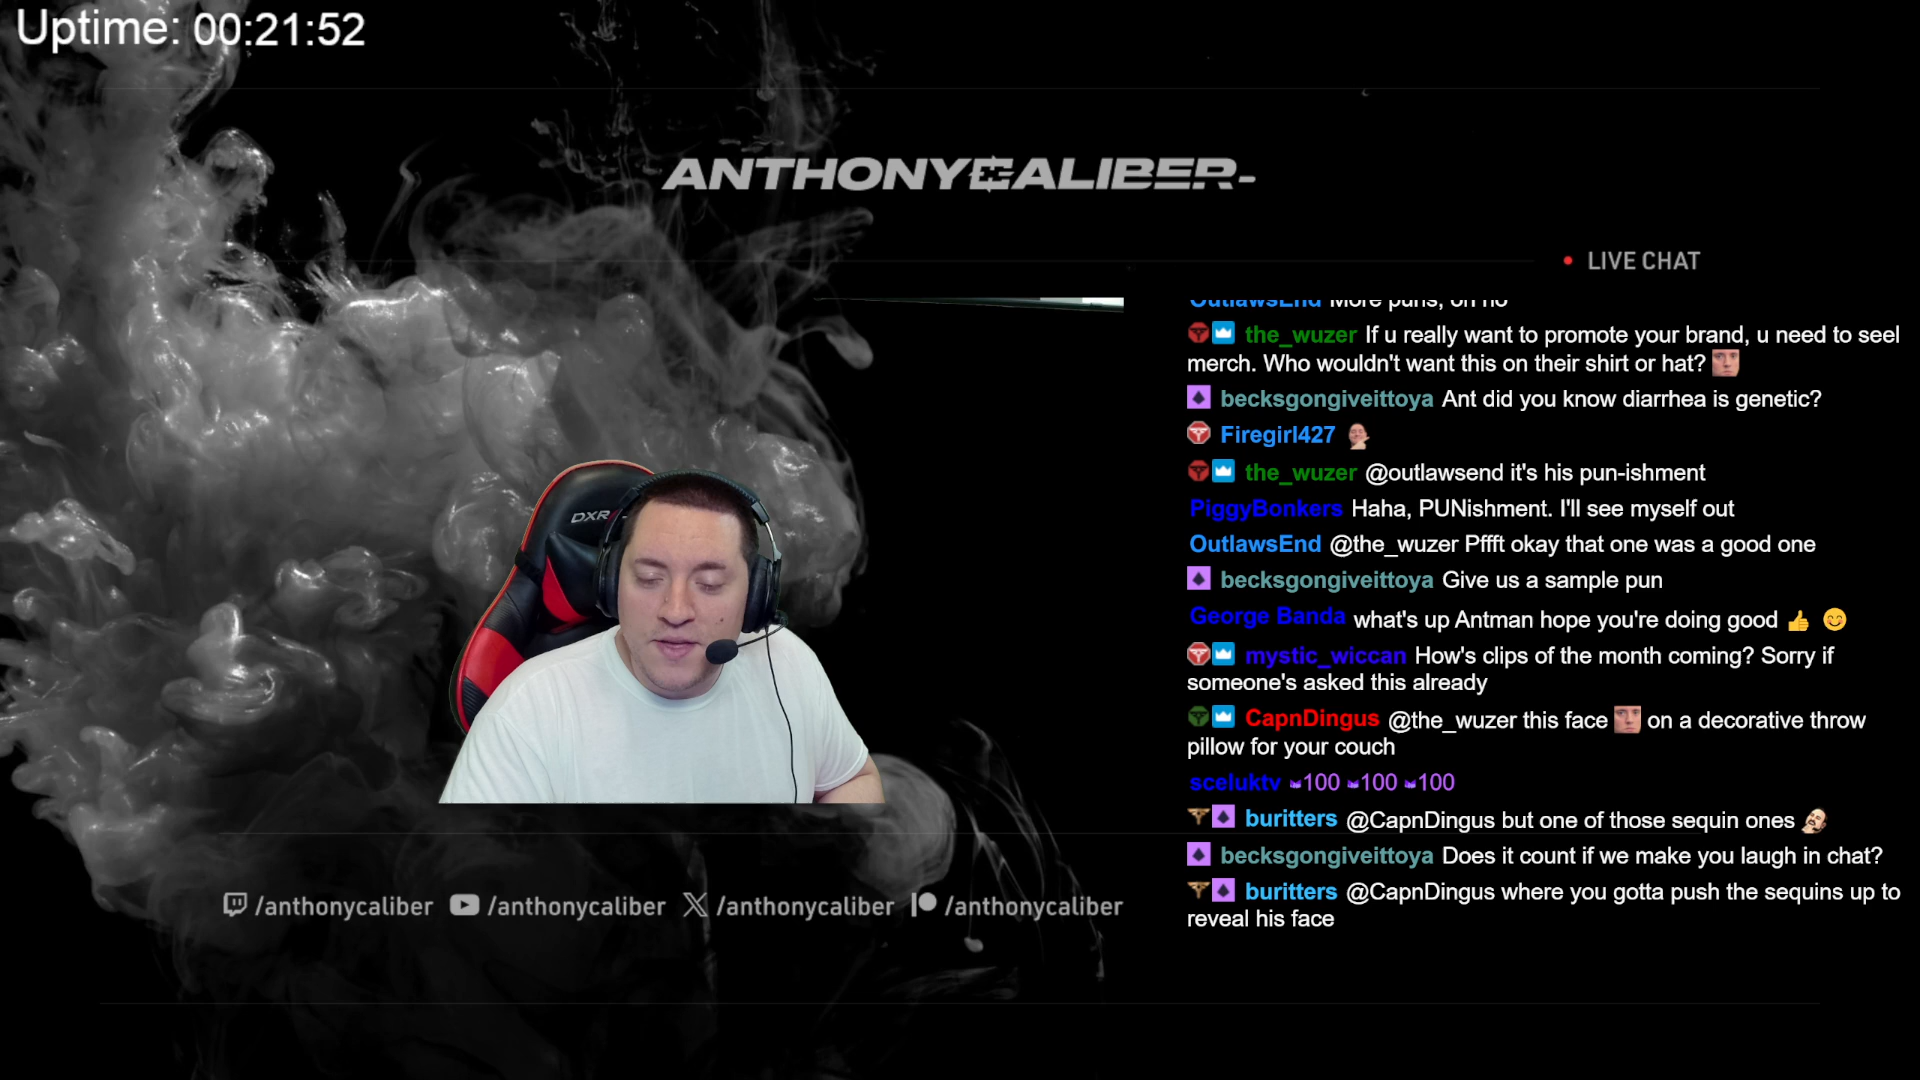 Uptime: 00:21:52
ANTHONYCALIBER-
LIVE CHAT
OutlawsEnd More puns, oh no
the_wuzer If u really want to promote your brand, u need to seel
merch. Who wouldn't want this on their shirt or hat?
becksgongiveittoya Ant did you know diarrhea is genetic?
Firegirl427
DXR
the_wuzer @outlawsend it's his pun-ishment
PiggyBonkers Haha, PUNishment. I'll see myself out
OutlawsEnd @the_wuzer Pffft okay that one was a good one
becksgongiveittoya Give us a sample pun
George Banda what's up Antman hope you're doing good 👍 😊
mystic_wiccan How's clips of the month coming? Sorry if
someone's asked this already
CapnDingus @the_wuzer this face on a decorative throw
pillow for your couch
sceluktv 100 100 100
buritters @CapnDingus but one of those sequin ones
becksgongiveittoya Does it count if we make you laugh in chat?
buritters @CapnDingus where you gotta push the sequins up to
reveal his face
/anthonycaliber /anthonycaliber /anthonycaliber /anthonycaliber